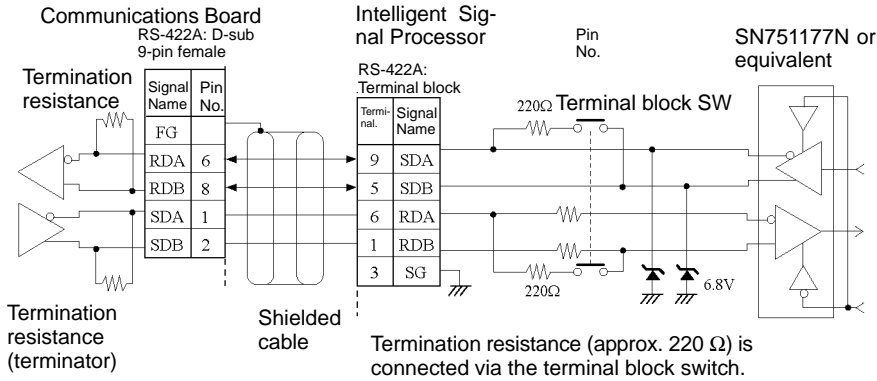 Communications Board
RS-422A: D-sub
9-pin female
Intelligent Sig-
nal Processor
RS-422A:
Terminal block
Pin
No.
SN751177N or
equivalent
Termination
resistance
Signal Name Pin No.
FG
RDA 6
RDB 8
SDA 1
SDB 2
Termi-nal. Signal Name
9 SDA
5 SDB
6 RDA
1 RDB
3 SG
220Ω Terminal block SW
220Ω
6.8V
Termination
resistance
(terminator)
Shielded
cable
Termination resistance (approx. 220 Ω) is
connected via the terminal block switch.